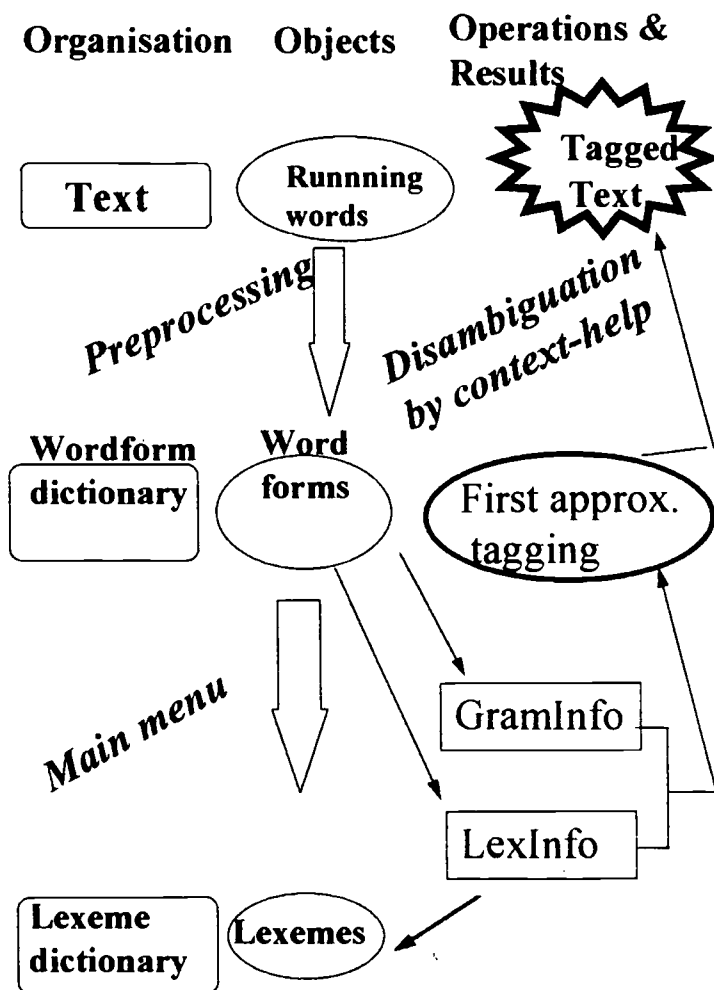 Organisation Objects Operations &
Results
Text
Runnning
words
Tagged
Text
Preprocessing
Disambiguation
by context-help
Wordform
dictionary
Word
forms
First approx.
tagging
Main menu
GramInfo
LexInfo
Lexeme
dictionary
Lexemes